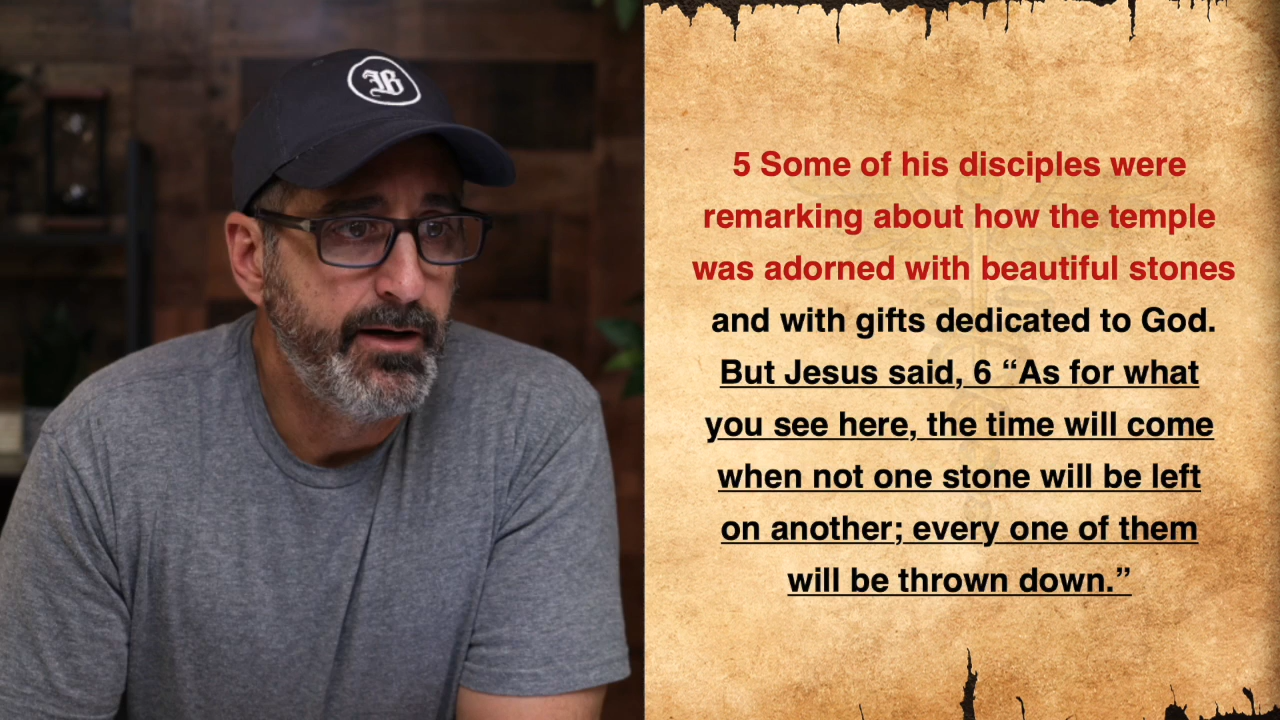 B
5 Some of his disciples were
remarking about how the temple
was adorned with beautiful stones
and with gifts dedicated to God.
But Jesus said, 6 “As for what
you see here, the time will come
when not one stone will be left
on another; every one of them
will be thrown down.”